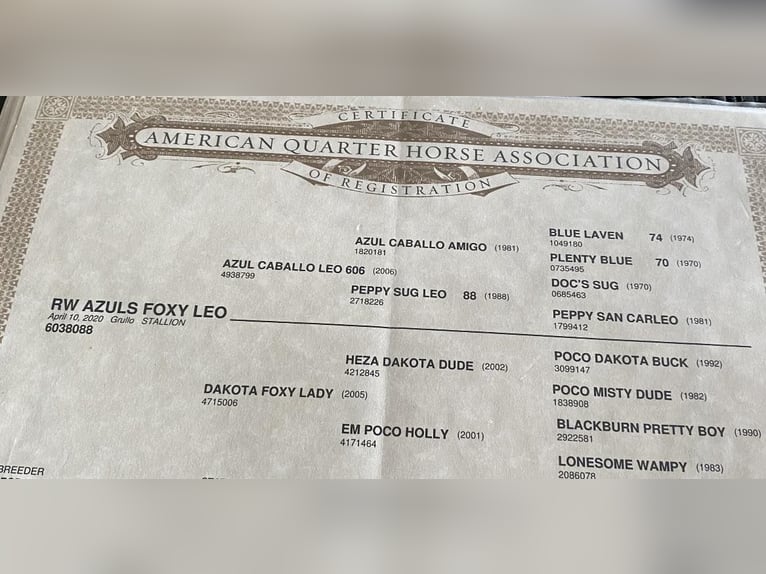 CERTIFICATE
AMERICAN QUARTER HORSE ASSOCIATION
OF REGISTRATION
BLUE LAVEN 74 (1974)
1049180
AZUL CABALLO AMIGO (1981)
1820181
PLENTY BLUE 70 (1970)
0735495
AZUL CABALLO LEO 606 (2006)
4938799
DOC'S SUG (1970)
0685463
PEPPY SUG LEO 88 (1988)
2718226
PEPPY SAN CARLEO (1981)
1799412
RW AZULS FOXY LEO
April 10, 2020 Grullo STALLION
6038088
POCO DAKOTA BUCK (1992)
3099147
HEZA DAKOTA DUDE (2002)
4212845
POCO MISTY DUDE (1982)
1838908
DAKOTA FOXY LADY (2005)
4715006
BLACKBURN PRETTY BOY (1990)
2922581
EM POCO HOLLY (2001)
4171464
LONESOME WAMPY (1983)
2086078
BREEDER